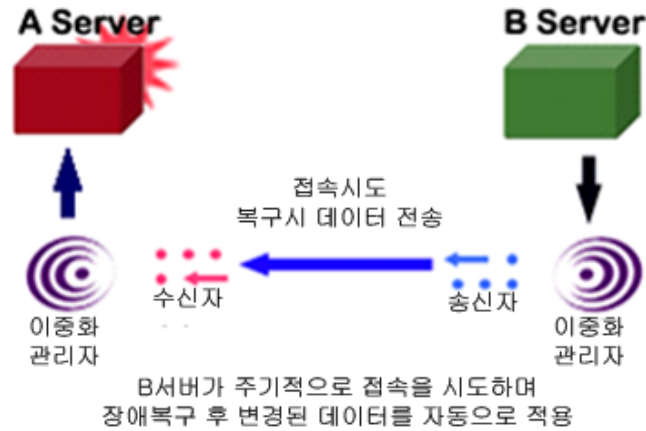 A Server
B Server
접속시도
복구시 데이터 전송
수신자
송신자
이중화
관리자
이중화
관리자
B서버가 주기적으로 접속을 시도하며
장애복구 후 변경된 데이터를 자동으로 적용